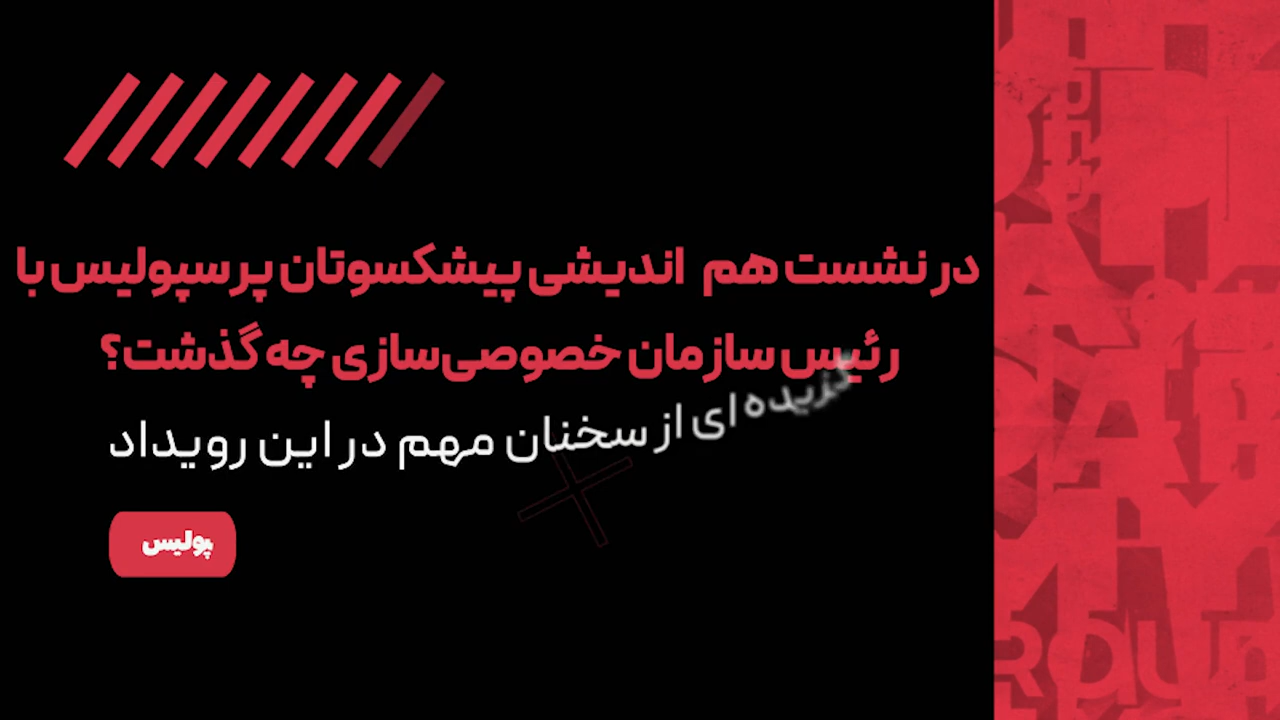 در نشست هم اندیشی پیشکسوتان پرسپولیس با
رئیس سازمان خصوصی‌سازی چه گذشت؟
گزیده ای از سخنان مهم در این رویداد
پولیس